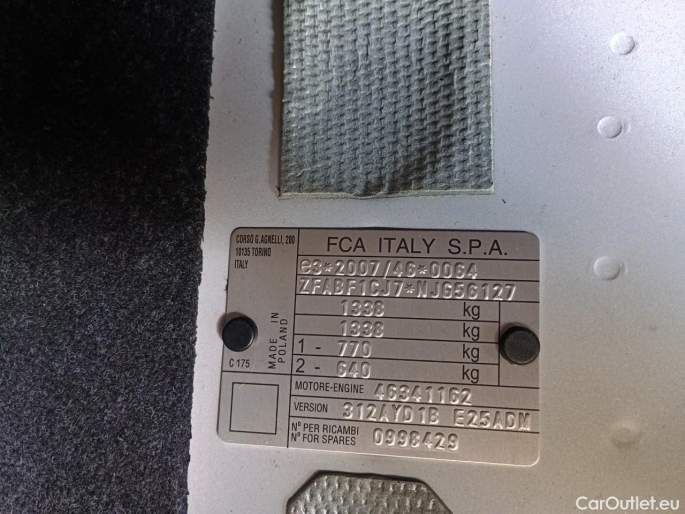 CORSO G. AGNELLI, 200
10135 TORINO
ITALY
FCA ITALY S.P.A.
e3*2007/46*0064
ZFABF1CJ7*NJG56127
1338 kg
1338 kg
1 - 770 kg
2 - 640 kg
MADE IN
POLAND
C 175
MOTORE-ENGINE 46341162
VERSION 312AYD1B E25ADM
N° PER RICAMBI
N° FOR SPARES 0998429
CarOutlet.eu